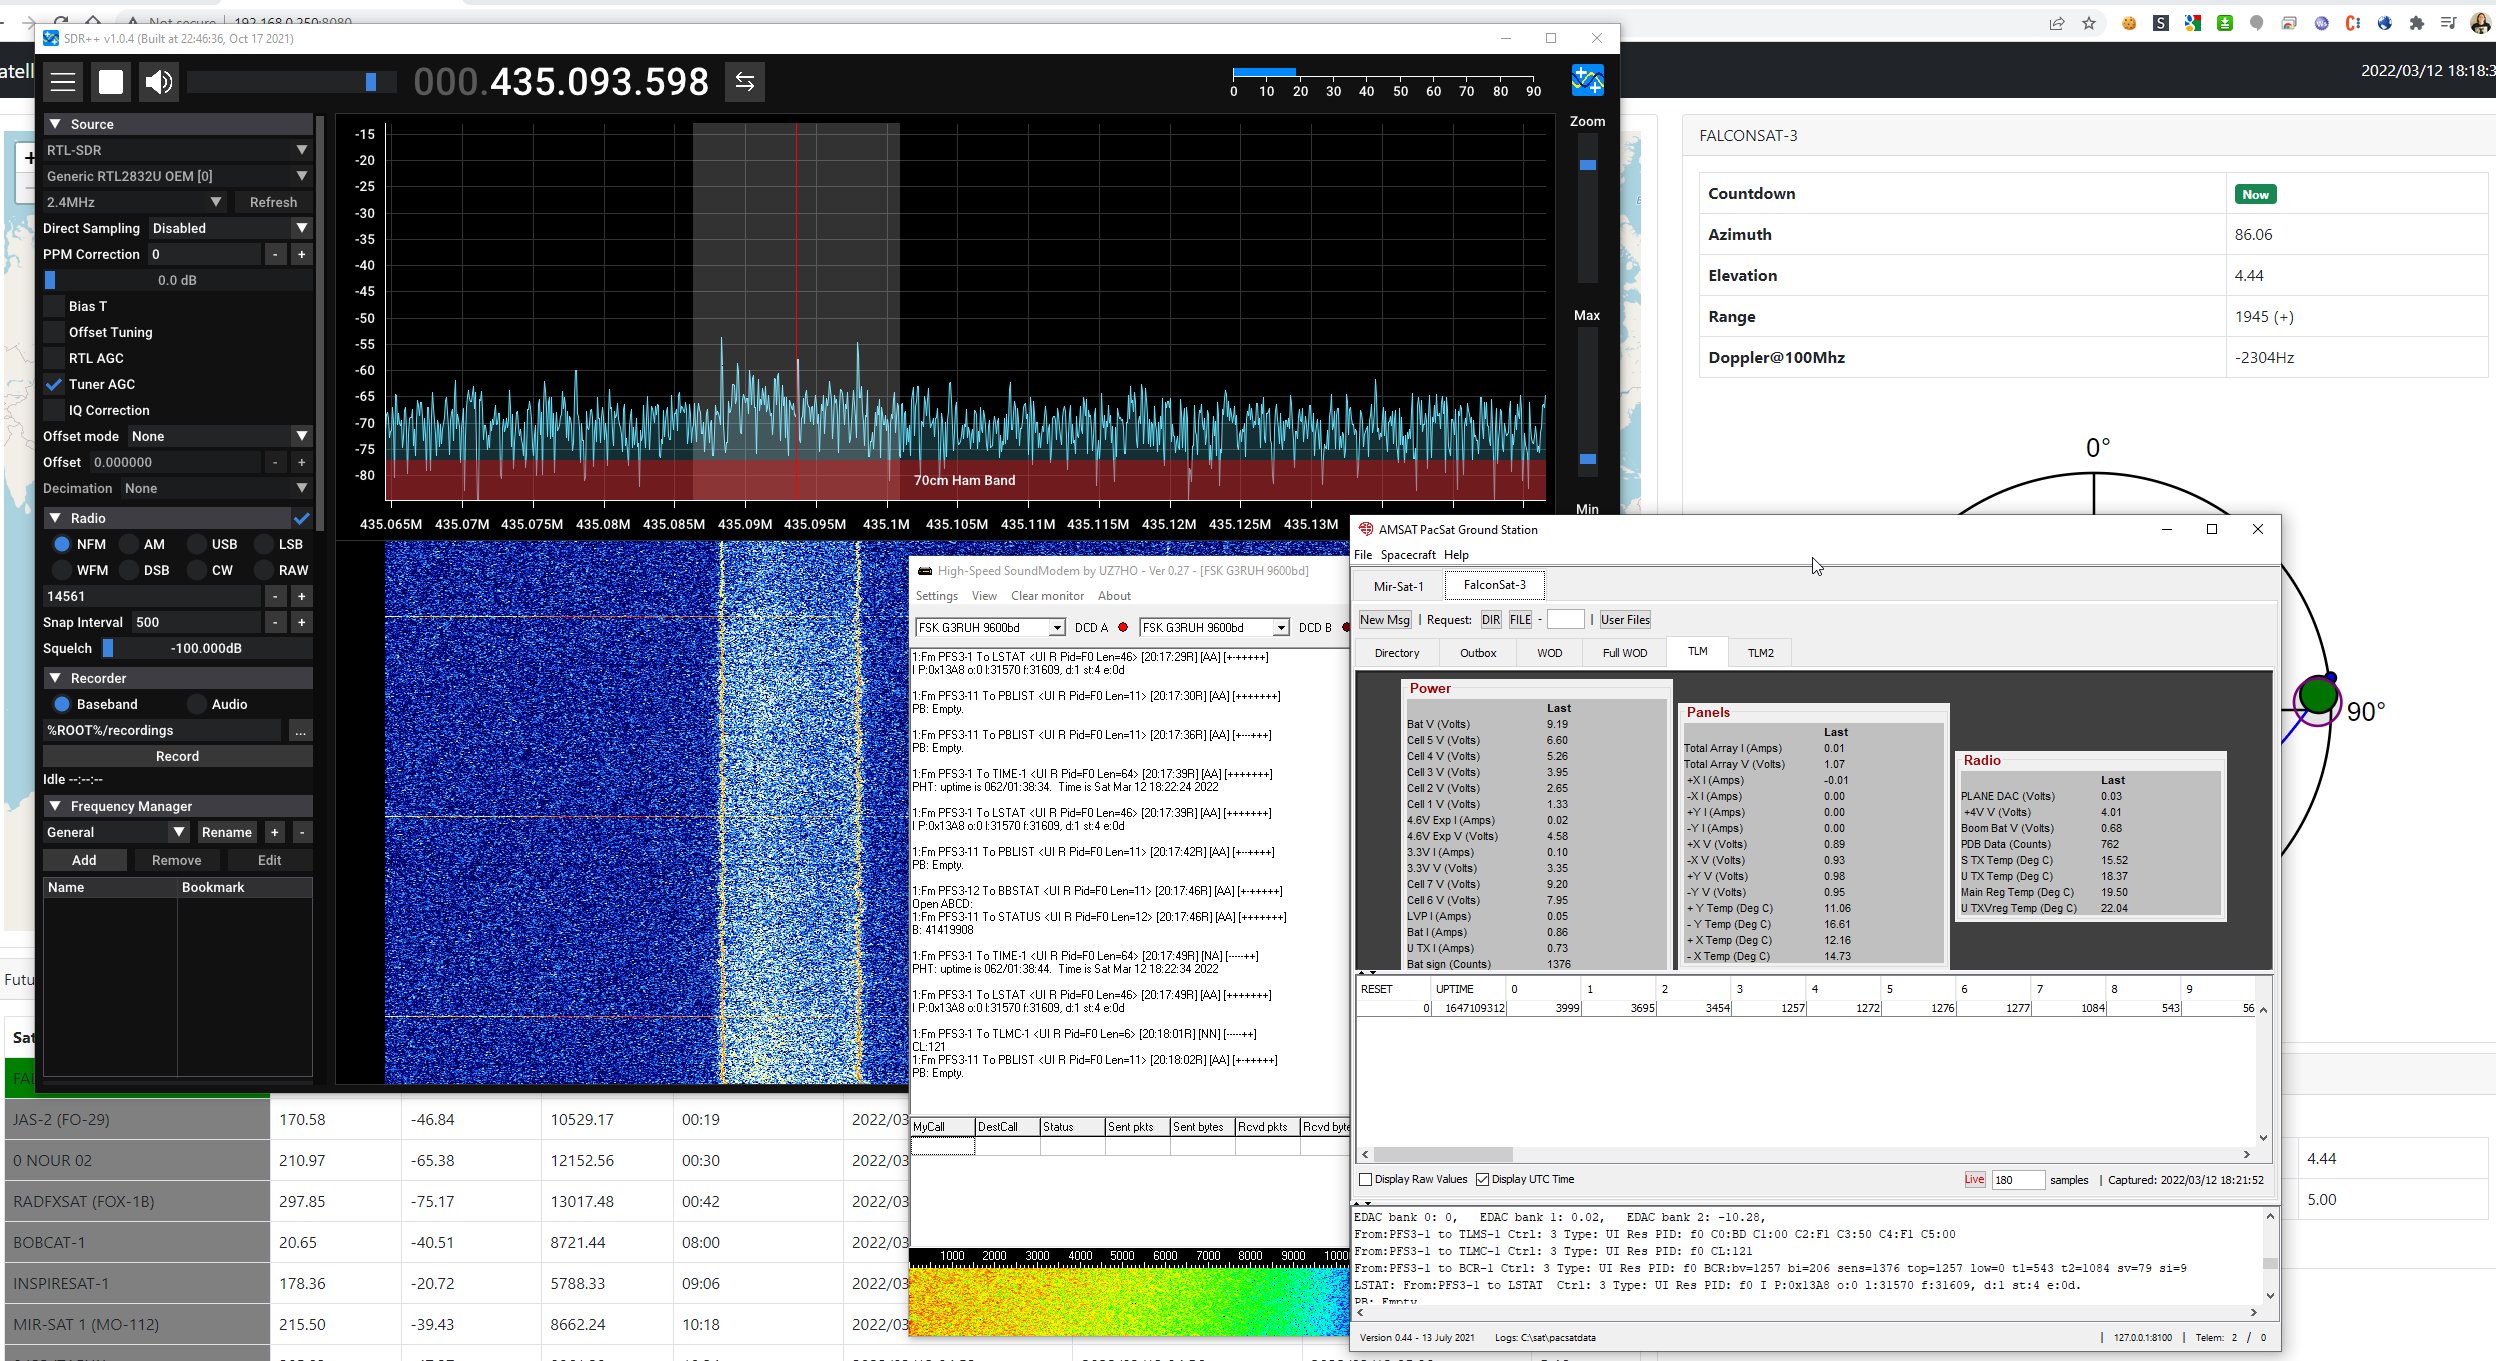 Not secure | 192.168.0.250:8080
SDR++ v1.0.4 (Built at 22:46:36, Oct 17 2021)
2022/03/12 18:18:3
000.435.093.598
0 10 20 30 40 50 60 70 80 90
Source
RTL-SDR
Generic RTL2832U OEM [0]
2.4MHz Refresh
Direct Sampling Disabled
PPM Correction 0 - +
0.0 dB
Bias T
Offset Tuning
RTL AGC
Tuner AGC
IQ Correction
Offset mode None
Offset 0.000000 - +
Decimation None
Radio
NFM AM USB LSB
WFM DSB CW RAW
14561 - +
Snap Interval 500 - +
Squelch -100.000dB
Recorder
Baseband Audio
%ROOT%/recordings ...
Record
Idle --:--:--
Frequency Manager
General Rename + -
Add Remove Edit
Name Bookmark
-15
-20
-25
-30
-35
-40
-45
-50
-55
-60
-65
-70
-75
-80
70cm Ham Band
435.065M 435.07M 435.075M 435.08M 435.085M 435.09M 435.095M 435.1M 435.105M 435.11M 435.115M 435.12M 435.125M 435.13M
Zoom
Max
Min
FALCONSAT-3
Countdown Now
Azimuth 86.06
Elevation 4.44
Range 1945 (+)
Doppler@100Mhz -2304Hz
0°
90°
High-Speed SoundModem by UZ7HO - Ver 0.27 - [FSK G3RUH 9600bd]
Settings View Clear monitor About
FSK G3RUH 9600bd DCD A FSK G3RUH 9600bd DCD B
1:Fm PFS3-1 To LSTAT <UI R Pid=F0 Len=46> [20:17:29R] [AA] [+-+++++]
I P:0x13A8 o:0 l:31570 f:31609, d:1 st:4 e:0d
1:Fm PFS3-11 To PBLIST <UI R Pid=F0 Len=11> [20:17:30R] [AA] [+++++++]
PB: Empty.
1:Fm PFS3-11 To PBLIST <UI R Pid=F0 Len=11> [20:17:36R] [AA] [+---+++]
PB: Empty.
1:Fm PFS3-1 To TIME-1 <UI R Pid=F0 Len=64> [20:17:39R] [AA] [+++++++]
PHT: uptime is 062/01:38:34. Time is Sat Mar 12 18:22:24 2022
1:Fm PFS3-1 To LSTAT <UI R Pid=F0 Len=46> [20:17:39R] [AA] [+++++++]
I P:0x13A8 o:0 l:31570 f:31609, d:1 st:4 e:0d
1:Fm PFS3-11 To PBLIST <UI R Pid=F0 Len=11> [20:17:42R] [AA] [+--++++]
PB: Empty.
1:Fm PFS3-12 To BBSTAT <UI R Pid=F0 Len=11> [20:17:46R] [AA] [+-+++++]
Open ABCD:
1:Fm PFS3-11 To STATUS <UI R Pid=F0 Len=12> [20:17:46R] [AA] [+++++++]
B: 41419908
1:Fm PFS3-1 To TIME-1 <UI R Pid=F0 Len=64> [20:17:49R] [NA] [-----++]
PHT: uptime is 062/01:38:44. Time is Sat Mar 12 18:22:34 2022
1:Fm PFS3-1 To LSTAT <UI R Pid=F0 Len=46> [20:17:49R] [AA] [+++++++]
I P:0x13A8 o:0 l:31570 f:31609, d:1 st:4 e:0d
1:Fm PFS3-1 To TLMC-1 <UI R Pid=F0 Len=6> [20:18:01R] [NN] [-----++]
CL:121
1:Fm PFS3-11 To PBLIST <UI R Pid=F0 Len=11> [20:18:02R] [AA] [+-+++++]
PB: Empty.
MyCall DestCall Status Sent pkts Sent bytes Rcvd pkts Rcvd byte
1000 2000 3000 4000 5000 6000 7000 8000 9000 1000
AMSAT PacSat Ground Station
File Spacecraft Help
Mir-Sat-1 FalconSat-3
New Msg | Request: DIR FILE - | User Files
Directory Outbox WOD Full WOD TLM TLM2
Power
Last
Bat V (Volts) 9.19
Cell 5 V (Volts) 6.60
Cell 4 V (Volts) 5.26
Cell 3 V (Volts) 3.95
Cell 2 V (Volts) 2.65
Cell 1 V (Volts) 1.33
4.6V Exp I (Amps) 0.02
4.6V Exp V (Volts) 4.58
3.3V I (Amps) 0.10
3.3V V (Volts) 3.35
Cell 7 V (Volts) 9.20
Cell 6 V (Volts) 7.95
LVP I (Amps) 0.05
Bat I (Amps) 0.86
U TX I (Amps) 0.73
Bat sign (Counts) 1376
Panels
Last
Total Array I (Amps) 0.01
Total Array V (Volts) 1.07
+X I (Amps) -0.01
-X I (Amps) 0.00
+Y I (Amps) 0.00
-Y I (Amps) 0.00
+X V (Volts) 0.89
-X V (Volts) 0.93
+Y V (Volts) 0.98
-Y V (Volts) 0.95
+ Y Temp (Deg C) 11.06
- Y Temp (Deg C) 16.61
+ X Temp (Deg C) 12.16
- X Temp (Deg C) 14.73
Radio
Last
PLANE DAC (Volts) 0.03
+4V V (Volts) 4.01
Boom Bat V (Volts) 0.68
PDB Data (Counts) 762
S TX Temp (Deg C) 15.52
U TX Temp (Deg C) 18.37
Main Reg Temp (Deg C) 19.50
U TXVreg Temp (Deg C) 22.04
RESET UPTIME 0 1 2 3 4 5 6 7 8 9
0 1647109312 3999 3695 3454 1257 1272 1276 1277 1084 543 56
Display Raw Values Display UTC Time Live 180 samples | Captured: 2022/03/12 18:21:52
EDAC bank 0: 0, EDAC bank 1: 0.02, EDAC bank 2: -10.28,
From:PFS3-1 to TLMS-1 Ctrl: 3 Type: UI Res PID: f0 C0:BD C1:00 C2:F1 C3:50 C4:F1 C5:00
From:PFS3-1 to TLMC-1 Ctrl: 3 Type: UI Res PID: f0 CL:121
From:PFS3-1 to BCR-1 Ctrl: 3 Type: UI Res PID: f0 BCR:bv=1257 bi=206 sens=1376 top=1257 low=0 t1=543 t2=1084 sv=79 si=9
LSTAT: From:PFS3-1 to LSTAT Ctrl: 3 Type: UI Res PID: f0 I P:0x13A8 o:0 l:31570 f:31609, d:1 st:4 e:0d.
PB: Empty
Version 0.44 - 13 July 2021 Logs: C:\sat\pacsatdata | 127.0.0.1:8100 | Telem: 2 / 0
4.44
5.00
Futu
Sat
FAL
JAS-2 (FO-29) 170.58 -46.84 10529.17 00:19 2022/03
0 NOUR 02 210.97 -65.38 12152.56 00:30 2022/03
RADFXSAT (FOX-1B) 297.85 -75.17 13017.48 00:42 2022/03
BOBCAT-1 20.65 -40.51 8721.44 08:00 2022/03
INSPIRESAT-1 178.36 -20.72 5788.33 09:06 2022/03
MIR-SAT 1 (MO-112) 215.50 -39.43 8662.24 10:18 2022/03